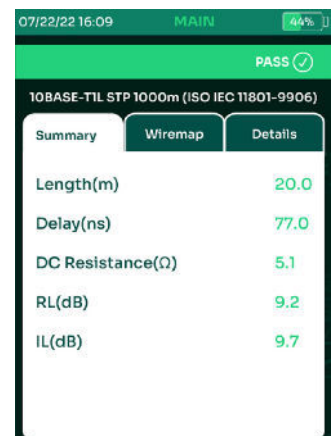 07/22/22 16:09 MAIN 44%
PASS
10BASE-T1L STP 1000m (ISO IEC 11801-9906)
Summary Wiremap Details
Length(m) 20.0
Delay(ns) 77.0
DC Resistance(Ω) 5.1
RL(dB) 9.2
IL(dB) 9.7